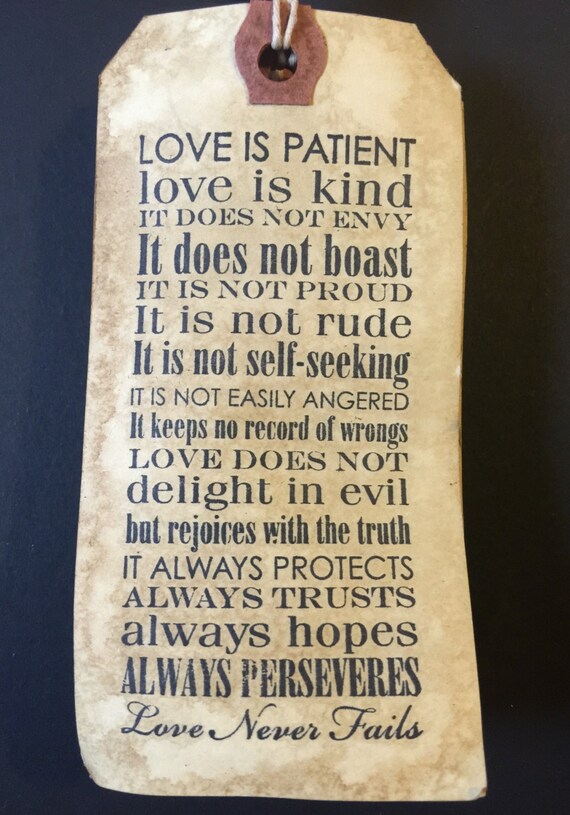 LOVE IS PATIENT
love is kind
IT DOES NOT ENVY
It does not boast
IT IS NOT PROUD
It is not rude
It is not self-seeking
IT IS NOT EASILY ANGERED
It keeps no record of wrongs
LOVE DOES NOT
delight in evil
but rejoices with the truth
IT ALWAYS PROTECTS
ALWAYS TRUSTS
always hopes
ALWAYS PERSEVERES
Love Never Fails